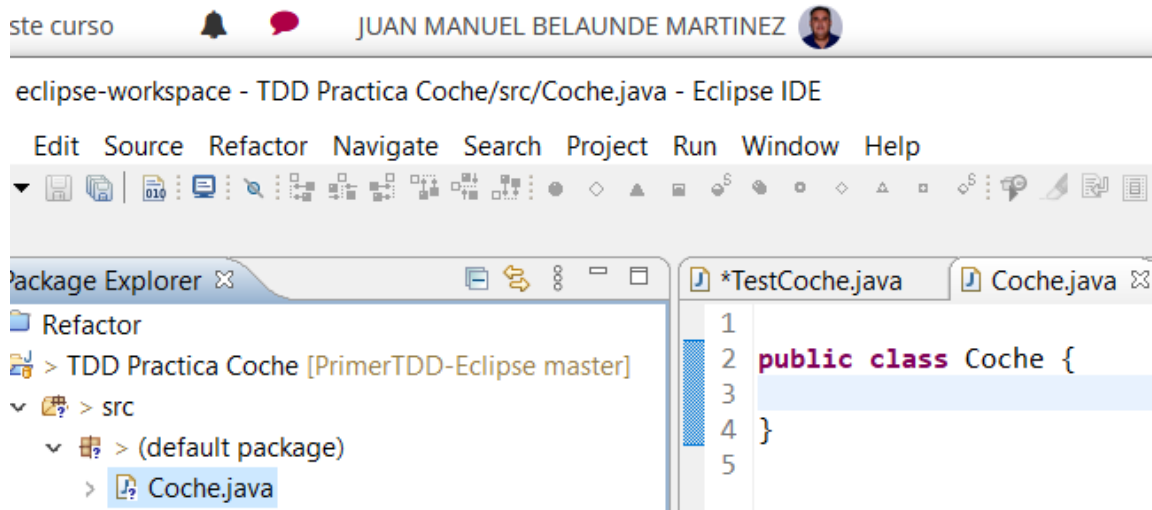 ste curso JUAN MANUEL BELAUNDE MARTINEZ
eclipse-workspace - TDD Practica Coche/src/Coche.java - Eclipse IDE
Edit Source Refactor Navigate Search Project Run Window Help
Package Explorer
*TestCoche.java Coche.java
Refactor
> TDD Practica Coche [PrimerTDD-Eclipse master]
> src
> (default package)
Coche.java
1
2 public class Coche {
3
4 }
5